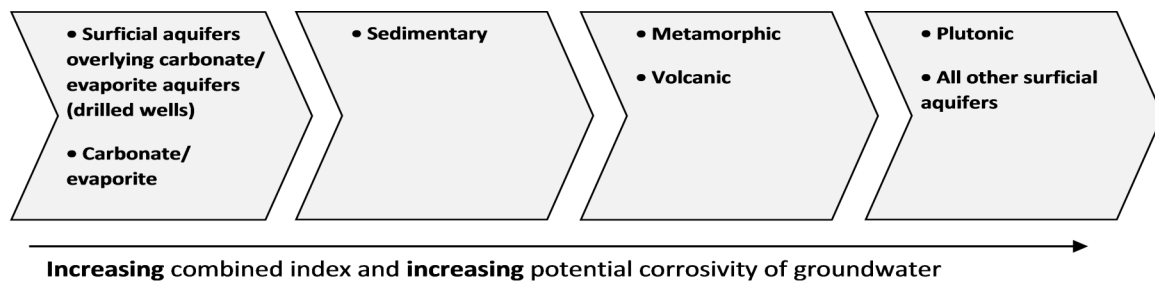 • Surficial aquifers
overlying carbonate/
evaporite aquifers
(drilled wells)
• Carbonate/
evaporite
• Sedimentary
• Metamorphic
• Volcanic
• Plutonic
• All other surficial
aquifers
Increasing combined index and increasing potential corrosivity of groundwater